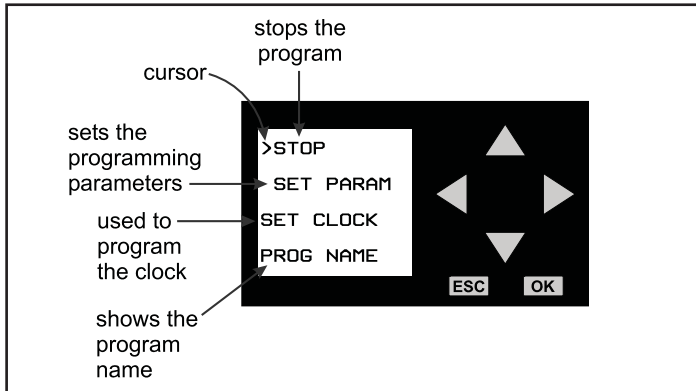 stops the
program
cursor
sets the
programming
parameters
used to
program
the clock
shows the
program
name
>STOP
SET PARAM
SET CLOCK
PROG NAME
ESC OK